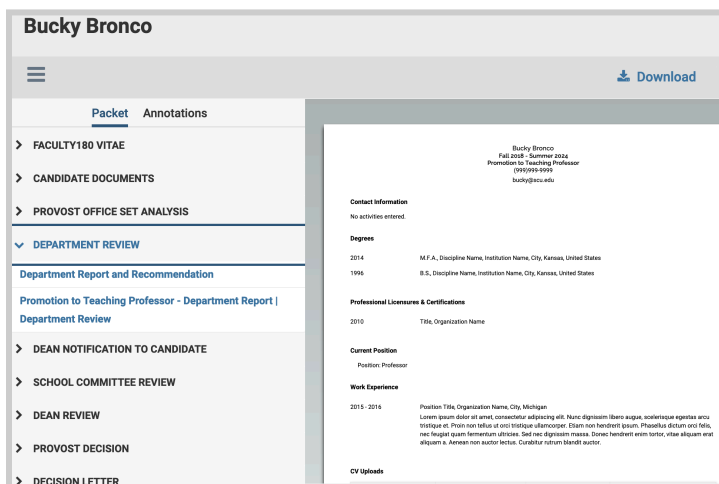 Bucky Bronco
Download
Packet Annotations
FACULTY180 VITAE
CANDIDATE DOCUMENTS
PROVOST OFFICE SET ANALYSIS
DEPARTMENT REVIEW
Department Report and Recommendation
Promotion to Teaching Professor - Department Report |
Department Review
DEAN NOTIFICATION TO CANDIDATE
SCHOOL COMMITTEE REVIEW
DEAN REVIEW
PROVOST DECISION
DECISION LETTER
Bucky Bronco
Fall 2018 - Summer 2024
Promotion to Teaching Professor
(999)999-9999
bucky@scu.edu
Contact Information
No activities entered.
Degrees
2014 M.F.A., Discipline Name, Institution Name, City, Kansas, United States
1996 B.S., Discipline Name, Institution Name, City, Kansas, United States
Professional Licensures & Certifications
2010 Title, Organization Name
Current Position
Position: Professor
Work Experience
2015 - 2016 Position Title, Organization Name, City, Michigan
Lorem ipsum dolor sit amet, consectetur adipiscing elit. Nunc dignissim libero augue, scelerisque egestas arcu
tristique et. Proin non tellus ut orci tristique ullamcorper. Etiam non hendrerit ipsum. Phasellus dictum orci felis,
nec feugiat quam fermentum ultricies. Sed nec dignissim massa. Donec hendrerit enim tortor, vitae aliquam erat
aliquam a. Aenean non auctor lectus. Curabitur rutrum blandit auctor.
CV Uploads